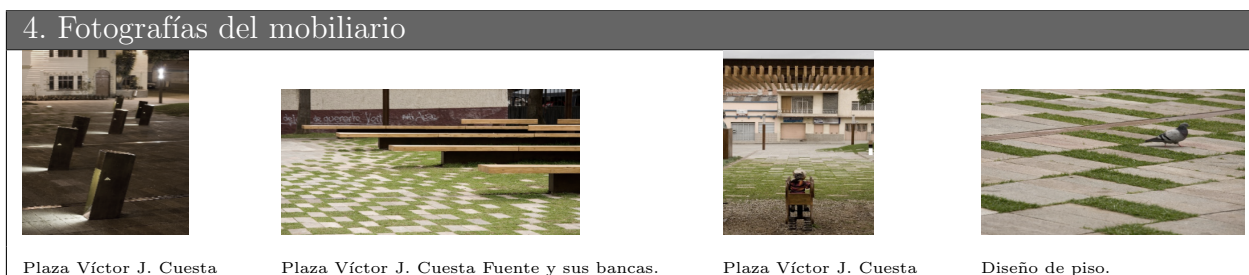 4. Fotografías del mobiliario
Plaza Víctor J. Cuesta
Plaza Víctor J. Cuesta Fuente y sus bancas.
Plaza Víctor J. Cuesta
Diseño de piso.